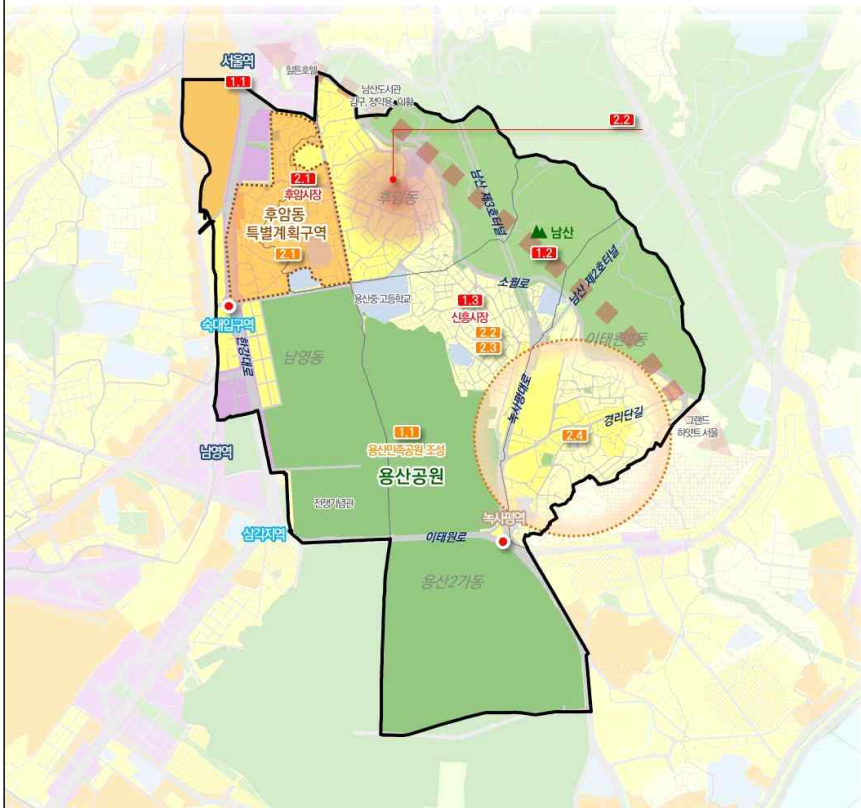 서울역
1.1
힐튼호텔
남산도서관
김구, 정약용, 이황
2.2
2.1
후암시장
후암동
특별계획구역
2.1
후암동
남산 제3호터널
남산
1.2
남산 제2호터널
소월로
용산중·고등학교
1.3
신흥시장
2.2
2.3
숙대입구역
한강대로
남영동
녹사평대로
경리단길
2.4
그랜드
하얏트 서울
1.1
용산민족공원 조성
용산공원
남영역
전쟁기념관
녹사평역
삼각지역
이태원로
용산2가동